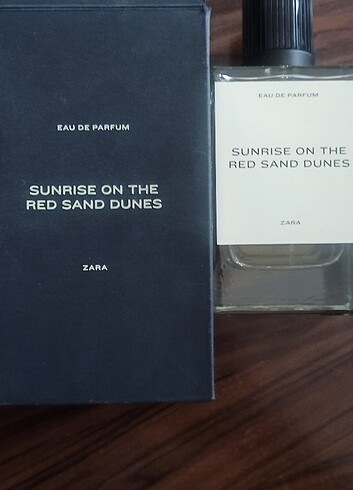 EAU DE PARFUM
SUNRISE ON THE
RED SAND DUNES
ZARA
EAU DE PARFUM
SUNRISE ON THE
RED SAND DUNES
ZARA